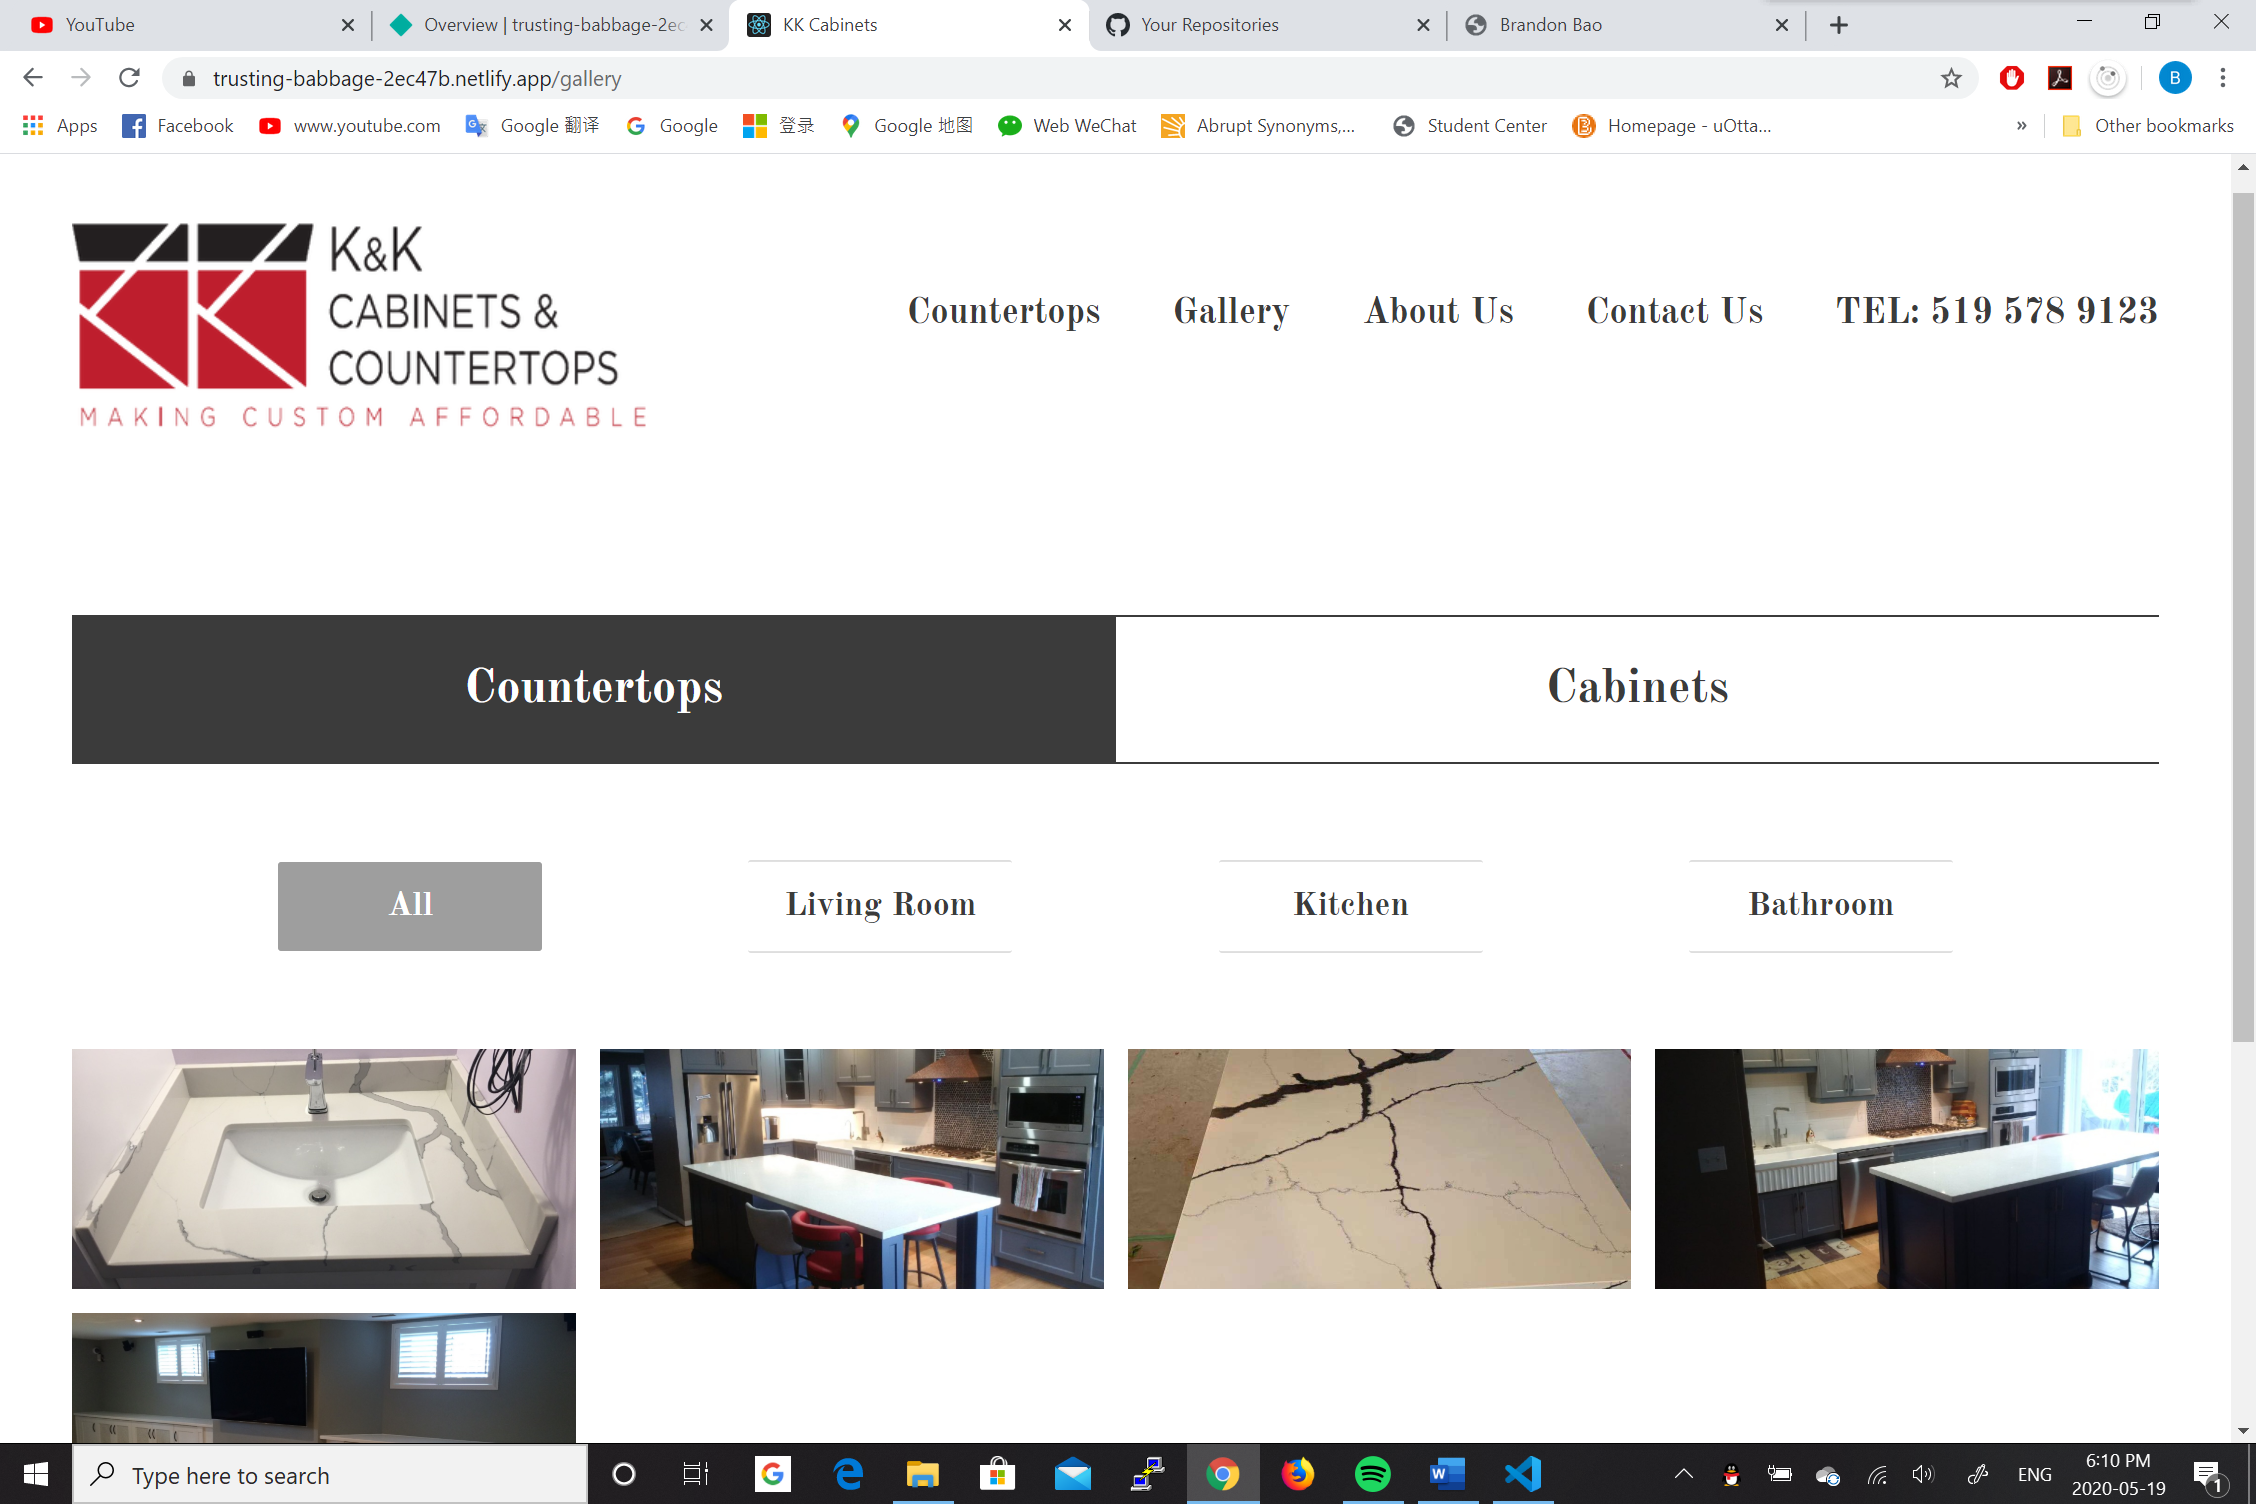 YouTube
Overview | trusting-babbage-2ec
KK Cabinets
Your Repositories
Brandon Bao
trusting-babbage-2ec47b.netlify.app/gallery
B
Apps
Facebook
www.youtube.com
Google 翻译
Google
登录
Google 地图
Web WeChat
Abrupt Synonyms,...
Student Center
Homepage - uOtta...
»
Other bookmarks
K&K
CABINETS &
COUNTERTOPS
MAKING CUSTOM AFFORDABLE
Countertops
Gallery
About Us
Contact Us
TEL: 519 578 9123
Countertops
Cabinets
All
Living Room
Kitchen
Bathroom
Type here to search
ENG
6:10 PM
2020-05-19
1